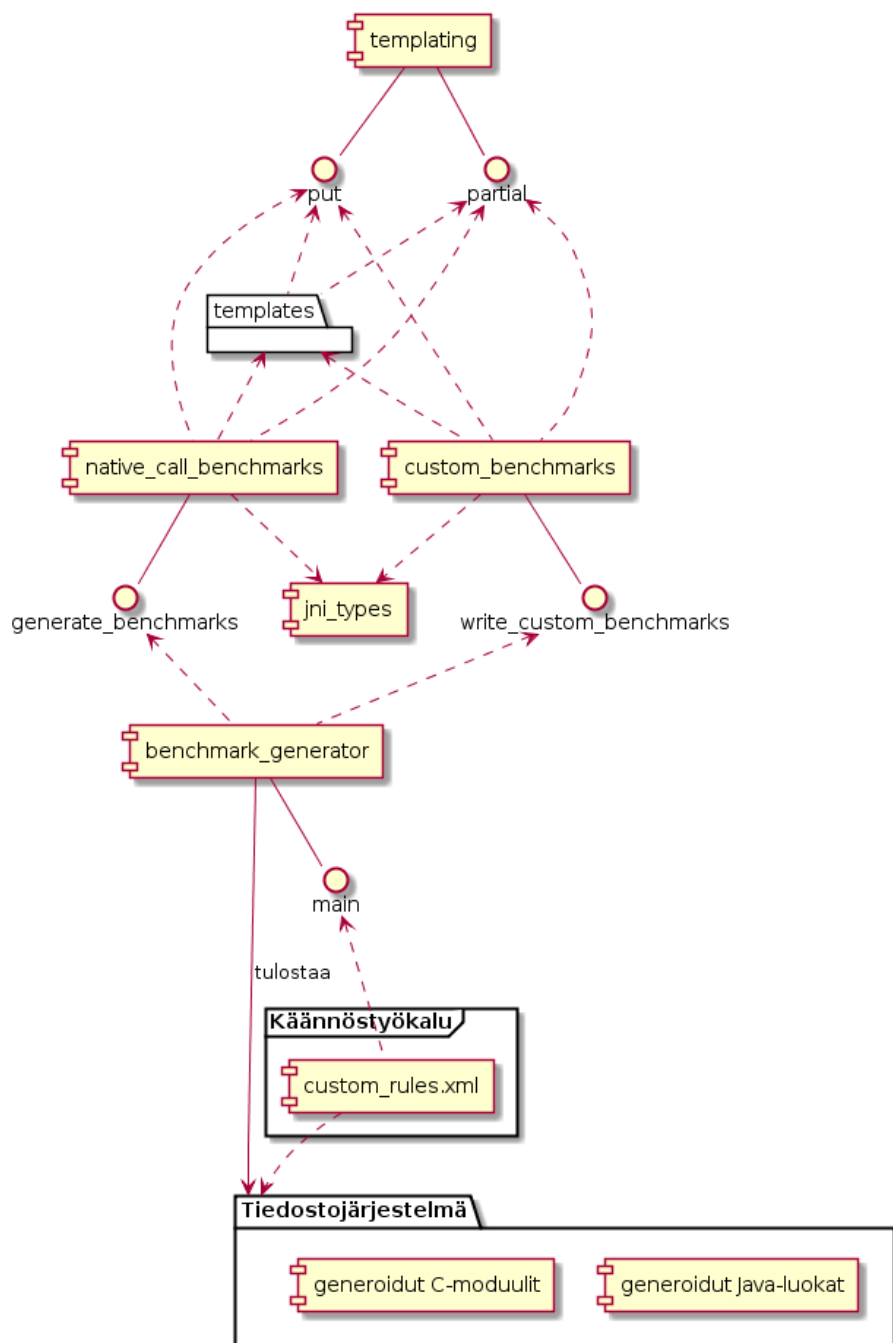 templating
put
partial
templates
native_call_benchmarks
custom_benchmarks
generate_benchmarks
jni_types
write_custom_benchmarks
benchmark_generator
main
tulostaa
Käännöstyökalu
custom_rules.xml
Tiedostojärjestelmä
generoidut C-moduulit
generoidut Java-luokat